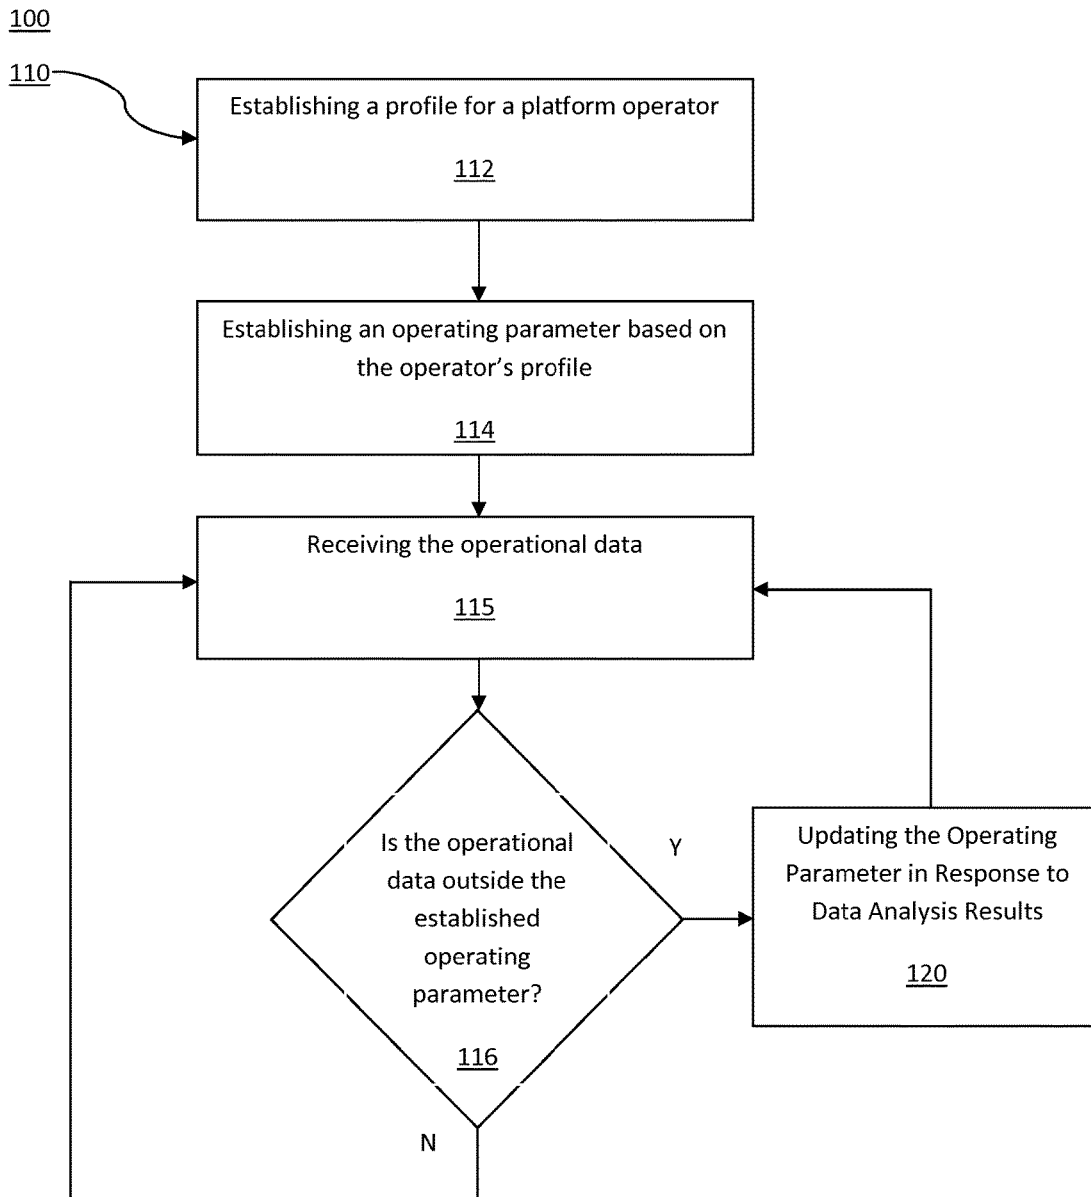 100
110
Establishing a profile for a platform operator
112
Establishing an operating parameter based on
the operator's profile
114
Receiving the operational data
115
Is the operational
data outside the
established
operating
parameter?
116
Y
Updating the Operating
Parameter in Response to
Data Analysis Results
120
N